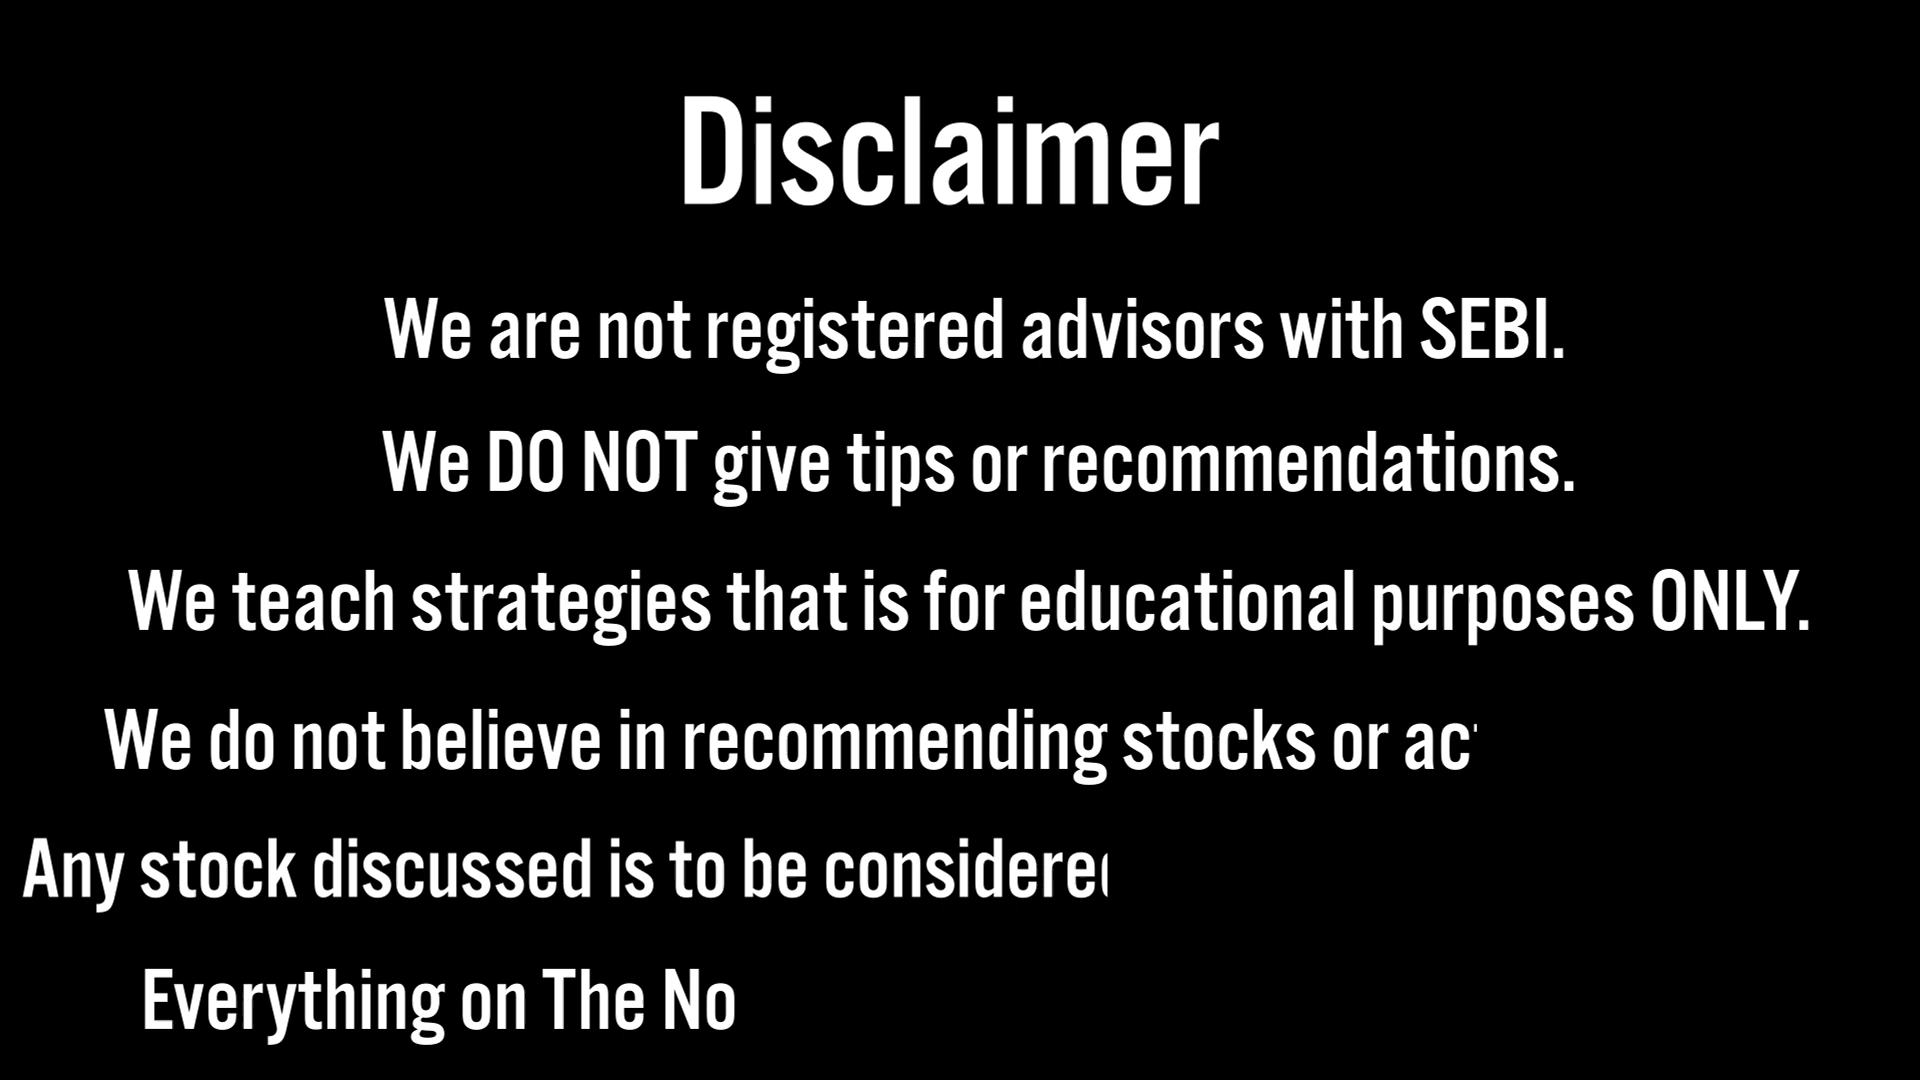 Disclaimer
We are not registered advisors with SEBI.
We DO NOT give tips or recommendations.
We teach strategies that is for educational purposes ONLY.
We do not believe in recommending stocks or
Any stock discussed is to be considered
Everything on The No